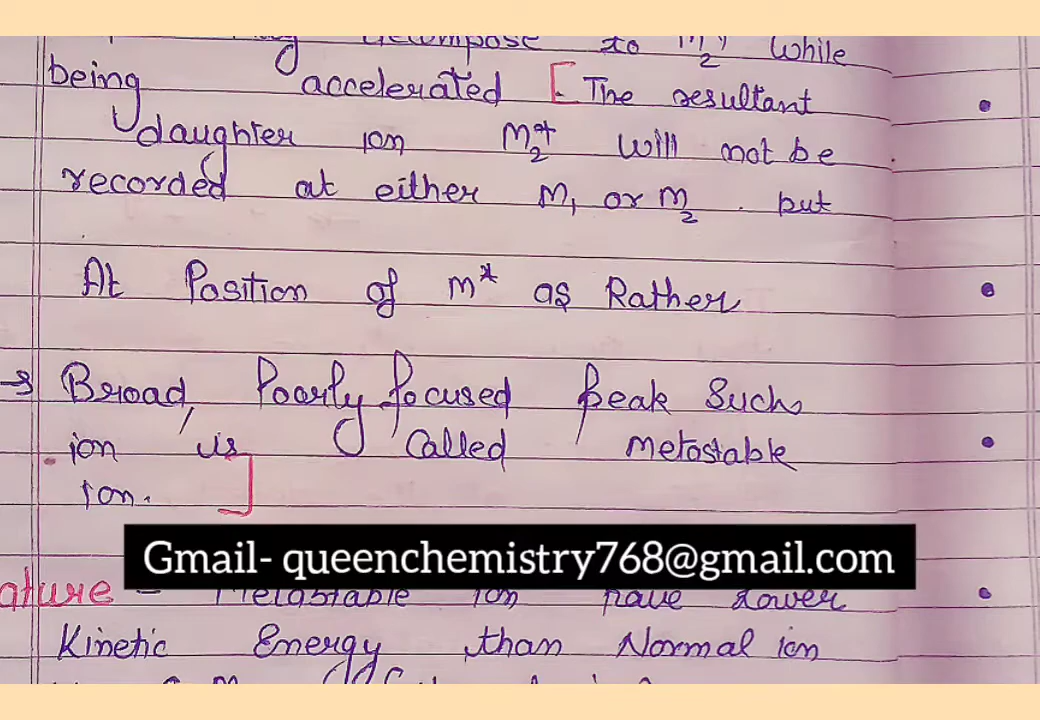 decompose to M2+ while
being accelerated [The resultant
daughter ion M2+ will not be
recorded at either M1 or M2 . but
At Position of m* as Rather
→ Broad, Poorly focused peak Such
ion is Called metastable
Ion. ]
Gmail- queenchemistry768@gmail.com
ature - Metastable ion have Lower
Kinetic Energy than Normal ion